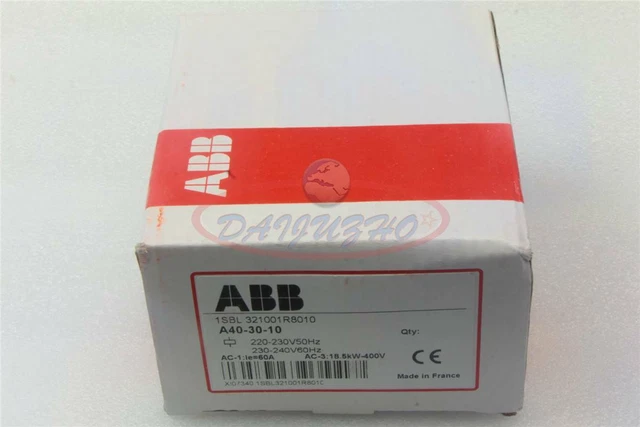 ABB
DAIJUZHO
ABB
1SBL 321001R8010
A40-30-10
Qty:
220-230V50Hz
230-240V60Hz
AC-1:Ie=60A AC-3:18.5kW-400V
CE
Made in France
1SBL321001R8010